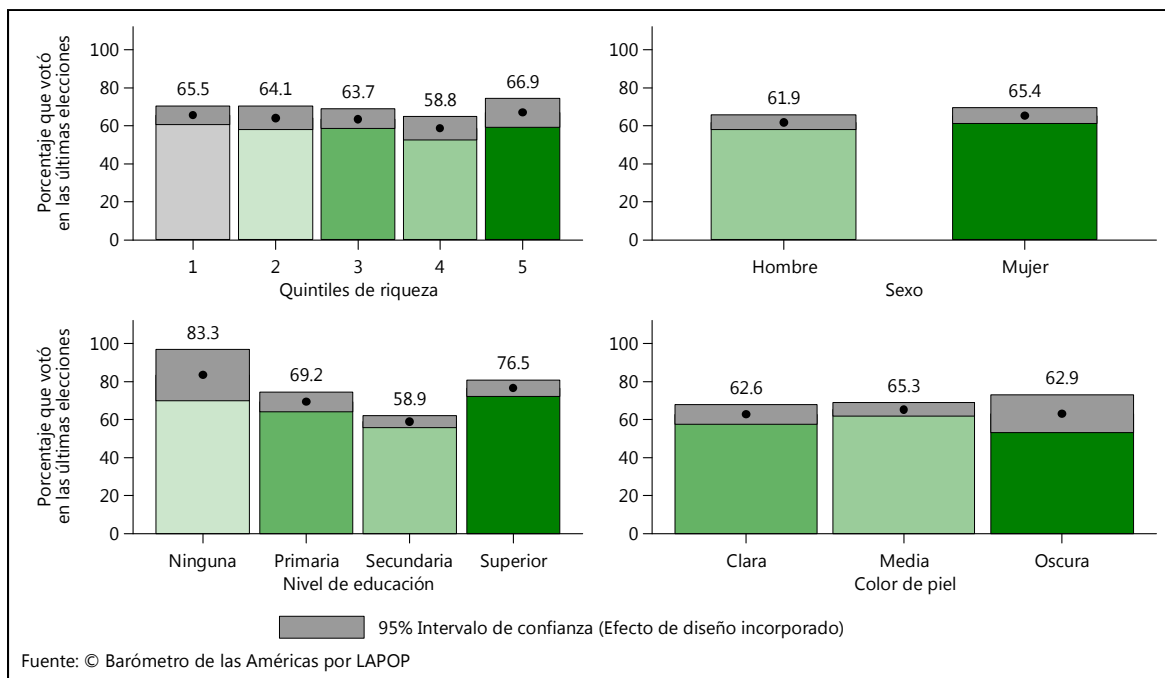 Porcentaje que votó
en las últimas elecciones
100
80
60
40
20
0
65.5
64.1
63.7
58.8
66.9
1
2
3
4
5
Quintiles de riqueza
100
80
60
40
20
0
61.9
65.4
Hombre
Mujer
Sexo
Porcentaje que votó
en las últimas elecciones
100
80
60
40
20
0
83.3
69.2
58.9
76.5
Ninguna
Primaria
Secundaria
Superior
Nivel de educación
100
80
60
40
20
0
62.6
65.3
62.9
Clara
Media
Oscura
Color de piel
95% Intervalo de confianza (Efecto de diseño incorporado)
Fuente: © Barómetro de las Américas por LAPOP